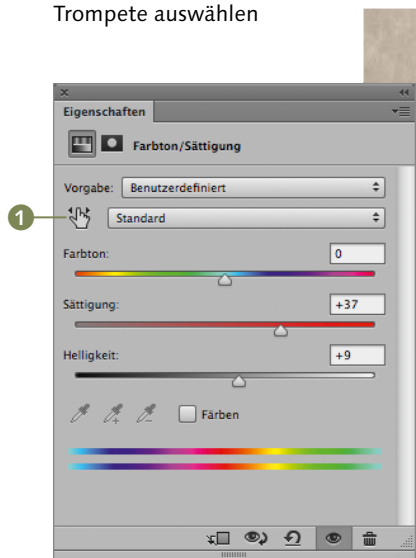 Trompete auswählen
Eigenschaften
Farbton/Sättigung
Vorgabe: Benutzerdefiniert
1 Standard
Farbton: 0
Sättigung: +37
Helligkeit: +9
Färben